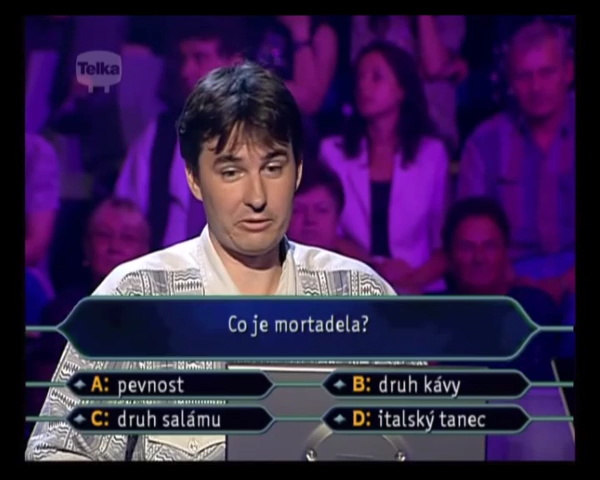 Telka
Co je mortadela?
A: pevnost
B: druh kávy
C: druh salámu
D: italský tanec